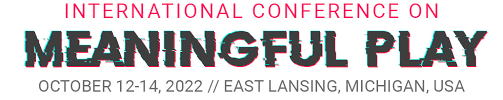 INTERNATIONAL CONFERENCE ON
MEANINGFUL PLAY
OCTOBER 12-14, 2022 // EAST LANSING, MICHIGAN, USA